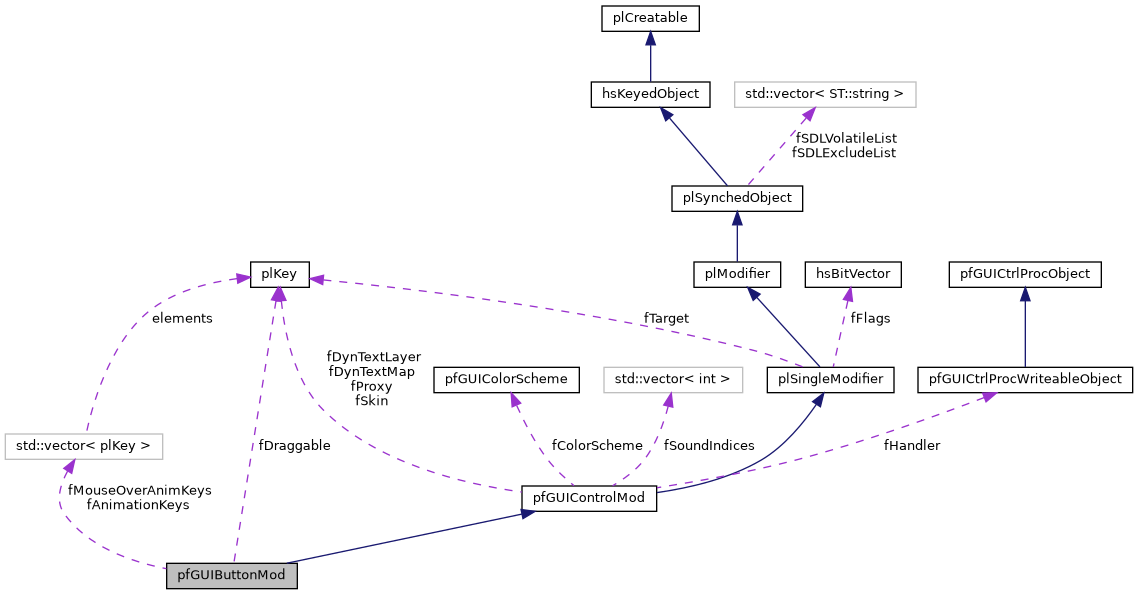 plCreatable
hsKeyedObject
std::vector< ST::string >
fSDLVolatileList
fSDLExcludeList
plSynchedObject
plKey
plModifier
hsBitVector
pfGUICtrlProcObject
elements
fTarget
fFlags
fDynTextLayer
fDynTextMap
fProxy
fSkin
pfGUIColorScheme
std::vector< int >
plSingleModifier
pfGUICtrlProcWriteableObject
std::vector< plKey >
fDraggable
fColorScheme
fSoundIndices
fHandler
fMouseOverAnimKeys
fAnimationKeys
pfGUIControlMod
pfGUIButtonMod